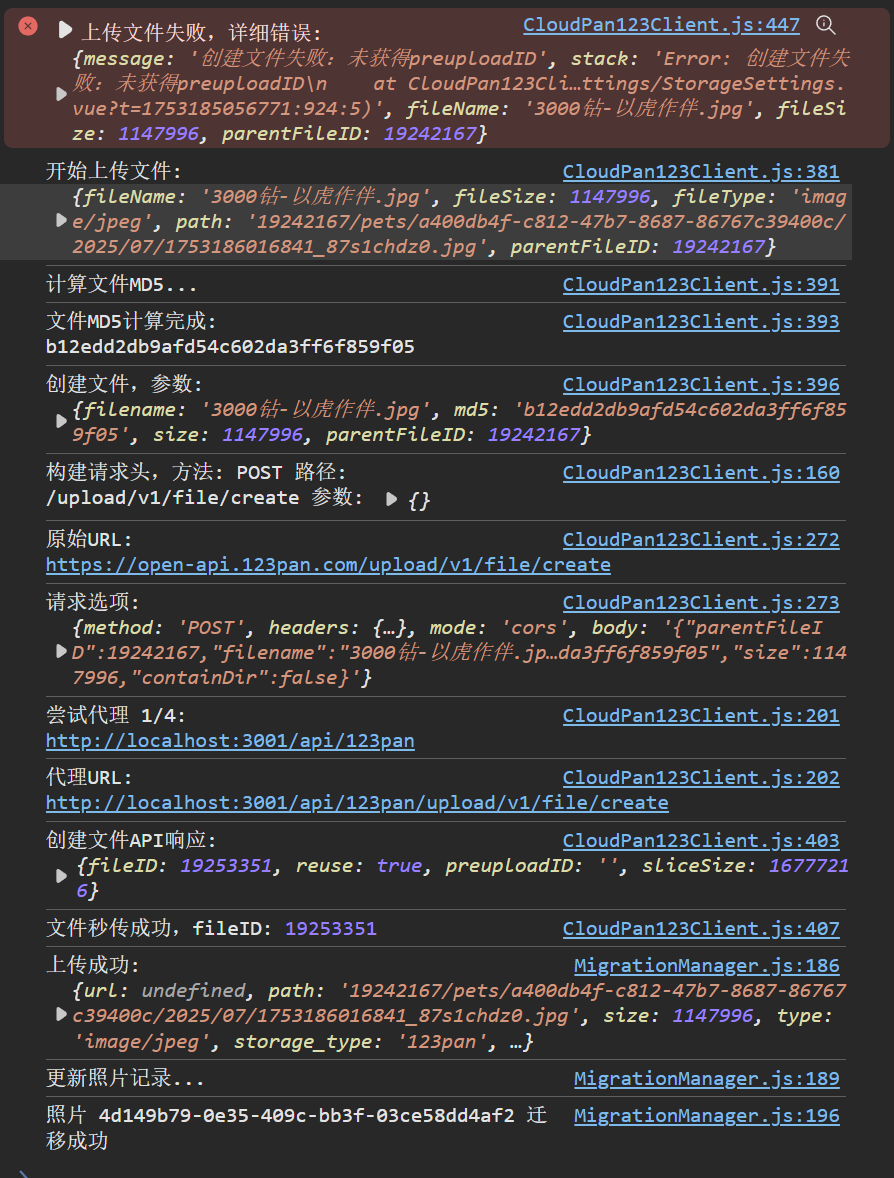 上传文件失败，详细错误: CloudPan123Client.js:447
{message: '创建文件失败：未获得preuploadID', stack: 'Error: 创建文件失
败：未获得preuploadID\n    at CloudPan123Cli…ttings/StorageSettings.
vue?t=1753185056771:924:5)', fileName: '3000钻-以虎作伴.jpg', fileSi
ze: 1147996, parentFileID: 19242167}
开始上传文件: CloudPan123Client.js:381
{fileName: '3000钻-以虎作伴.jpg', fileSize: 1147996, fileType: 'imag
e/jpeg', path: '19242167/pets/a400db4f-c812-47b7-8687-86767c39400c/
2025/07/1753186016841_87s1chdz0.jpg', parentFileID: 19242167}
计算文件MD5... CloudPan123Client.js:391
文件MD5计算完成: CloudPan123Client.js:393
b12edd2db9afd54c602da3ff6f859f05
创建文件，参数: CloudPan123Client.js:396
{filename: '3000钻-以虎作伴.jpg', md5: 'b12edd2db9afd54c602da3ff6f85
9f05', size: 1147996, parentFileID: 19242167}
构建请求头，方法: POST 路径: CloudPan123Client.js:160
/upload/v1/file/create 参数: {}
原始URL: CloudPan123Client.js:272
https://open-api.123pan.com/upload/v1/file/create
请求选项: CloudPan123Client.js:273
{method: 'POST', headers: {…}, mode: 'cors', body: '{"parentFileI
D":19242167,"filename":"3000钻-以虎作伴.jp…da3ff6f859f05","size":114
7996,"containDir":false}'}
尝试代理 1/4: CloudPan123Client.js:201
http://localhost:3001/api/123pan
代理URL: CloudPan123Client.js:202
http://localhost:3001/api/123pan/upload/v1/file/create
创建文件API响应: CloudPan123Client.js:403
{fileID: 19253351, reuse: true, preuploadID: '', sliceSize: 1677721
6}
文件秒传成功，fileID: 19253351 CloudPan123Client.js:407
上传成功: MigrationManager.js:186
{url: undefined, path: '19242167/pets/a400db4f-c812-47b7-8687-86767
c39400c/2025/07/1753186016841_87s1chdz0.jpg', size: 1147996, type:
'image/jpeg', storage_type: '123pan', …}
更新照片记录... MigrationManager.js:189
照片 4d149b79-0e35-409c-bb3f-03ce58dd4af2 迁 MigrationManager.js:196
移成功